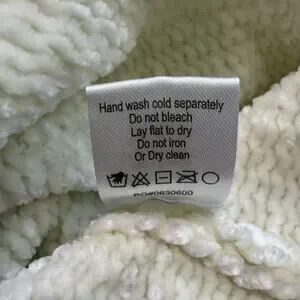 Hand wash cold separately
Do not bleach
Lay flat to dry
Do not iron
Or Dry clean
PO#0630600